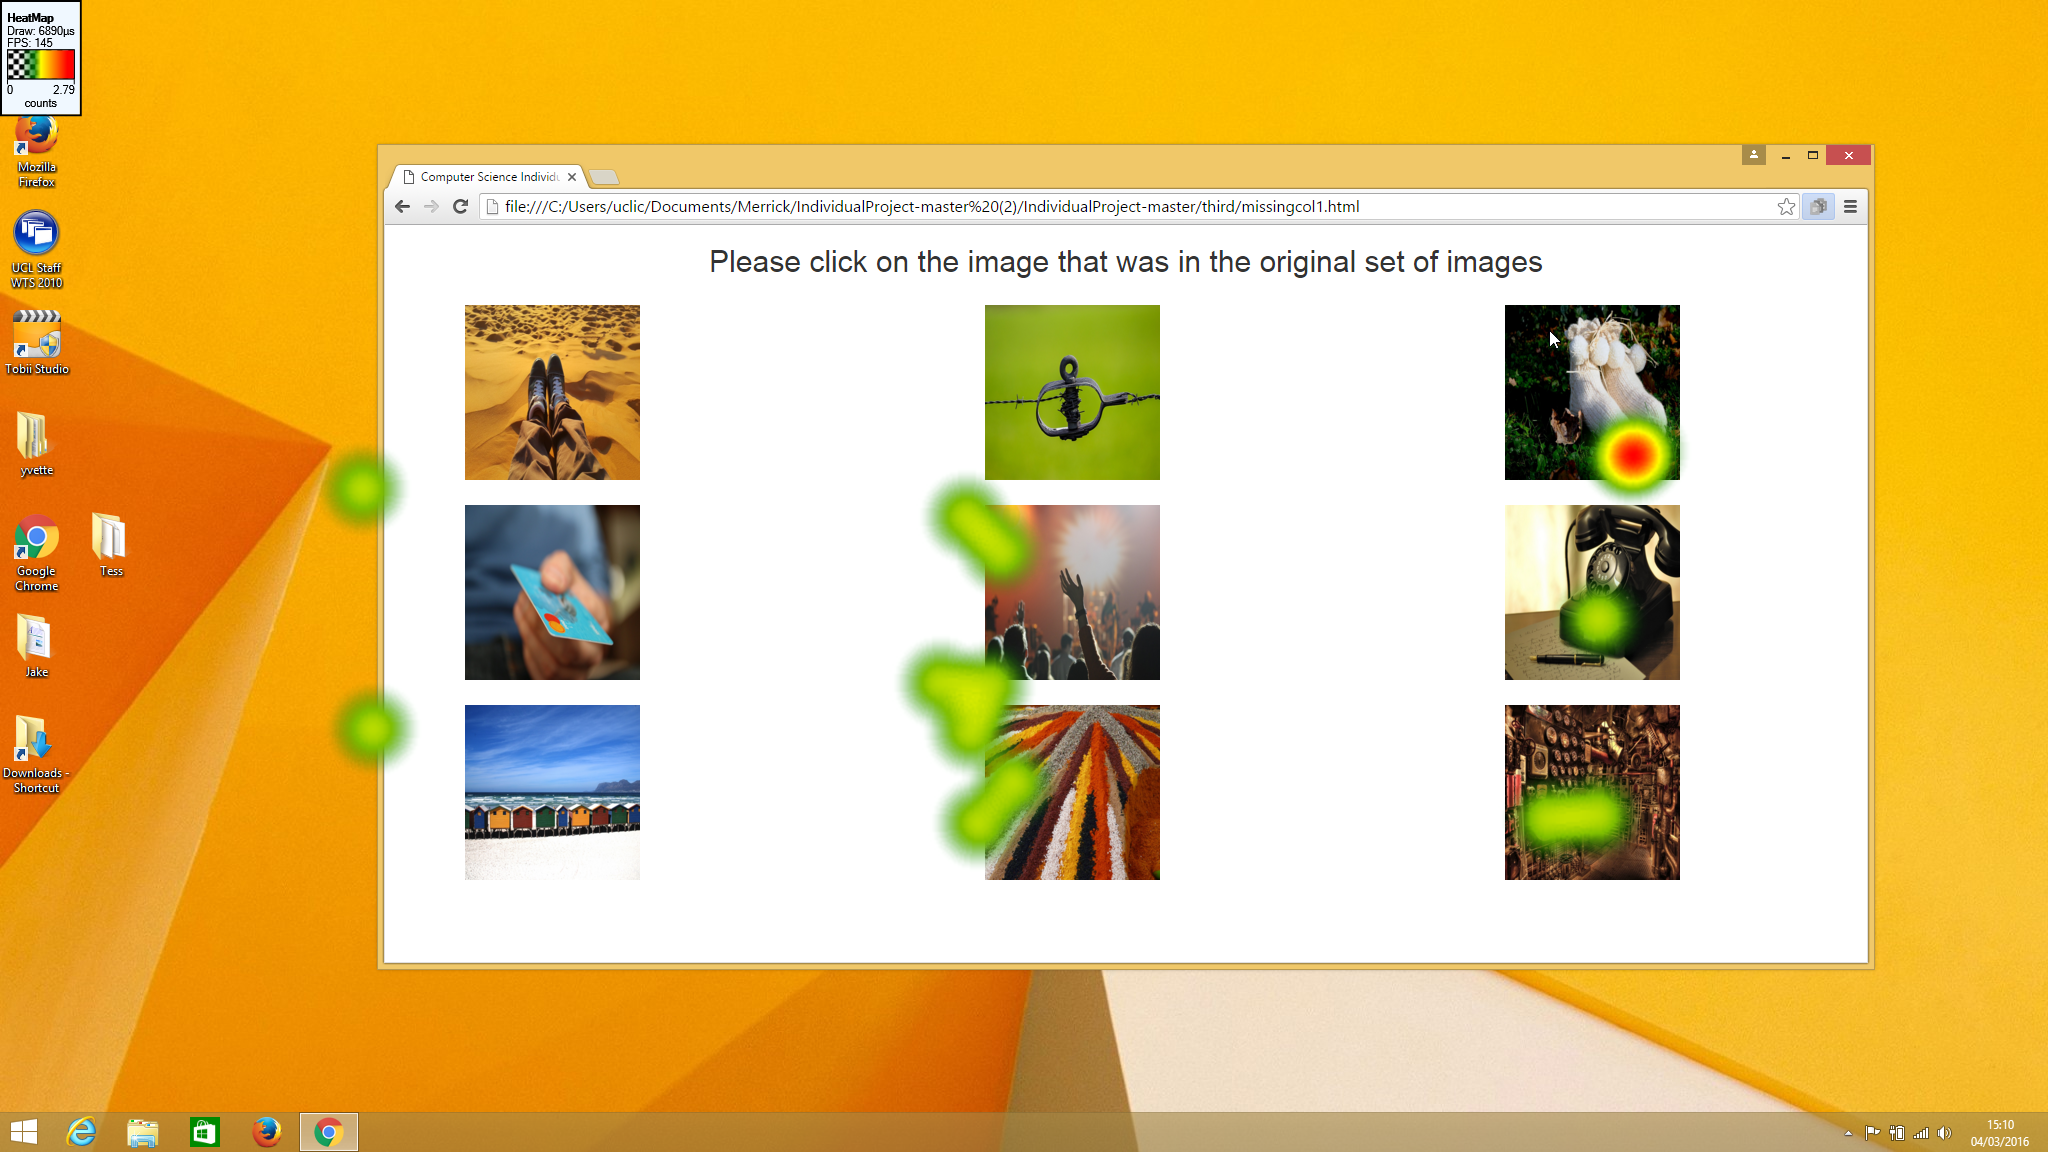 HeatMap
Draw: 6890µs
FPS: 145
0 2.79
counts
Mozilla
Firefox
UCL Staff
WTS 2010
Tobii Studio
yvette
Google
Chrome
Tess
Jake
Downloads -
Shortcut
Computer Science Individu
file:///C:/Users/uclic/Documents/Merrick/IndividualProject-master%20(2)/IndividualProject-master/third/missingcol1.html
Please click on the image that was in the original set of images
15:10
04/03/2016